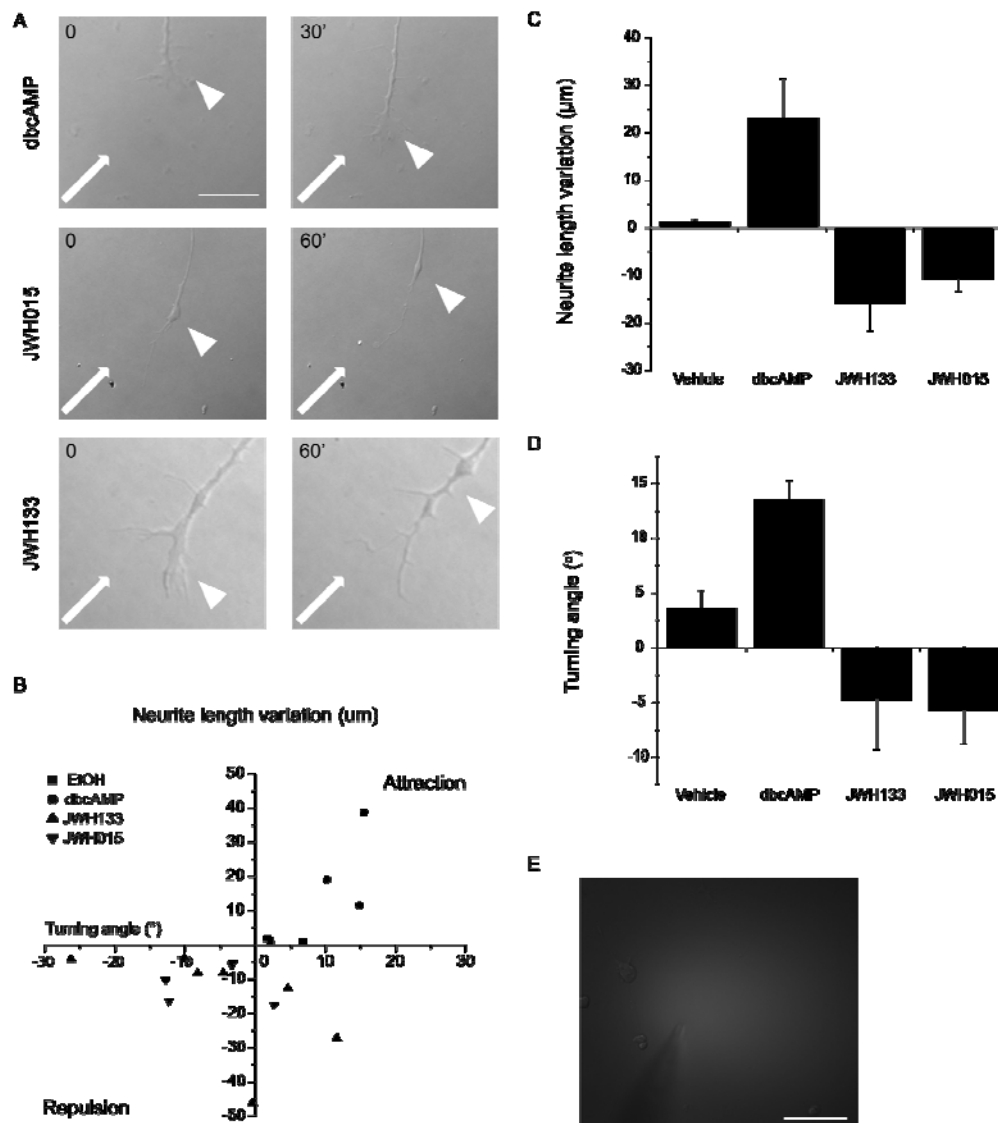 A
0
30'
dbcAMP
0
60'
JWH015
0
60'
JWH133
B
Neurite length variation (um)
EtOH
dbcAMP
JWH133
JWH015
Attraction
Turning angle (°)
Repulsion
50
40
30
20
10
0
-10
-20
-30
-40
-50
-30
-20
-10
0
10
20
30
C
Neurite length variation (µm)
40
30
20
10
0
-10
-20
-30
Vehicle
dbcAMP
JWH133
JWH015
D
Turning angle (º)
15
10
5
0
-5
-10
Vehicle
dbcAMP
JWH133
JWH015
E